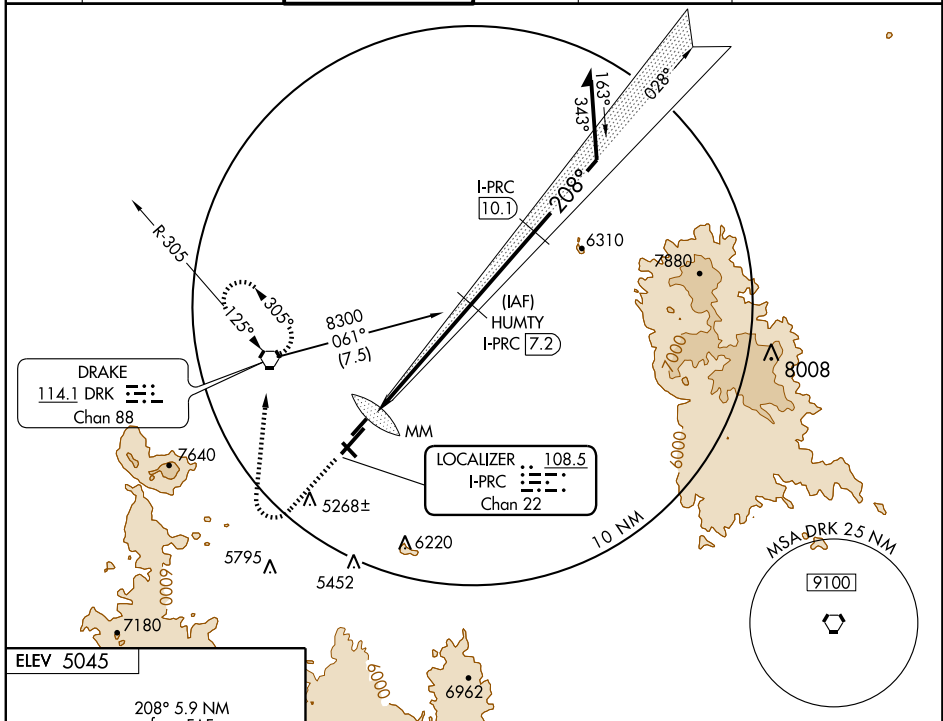 163°
343°
028°
208°
I-PRC
10.1
6310
7880
R-305
305°
125°
8300
061°
(7.5)
(IAF)
HUMTY
I-PRC 7.2
7000
8008
DRAKE
114.1 DRK
Chan 88
MM
6000
7640
LOCALIZER 108.5
I-PRC
Chan 22
5268±
6220
10 NM
MSA DRK 25 NM
5795
5452
9100
6000
7180
ELEV 5045
6000
6962
208° 5.9 NM